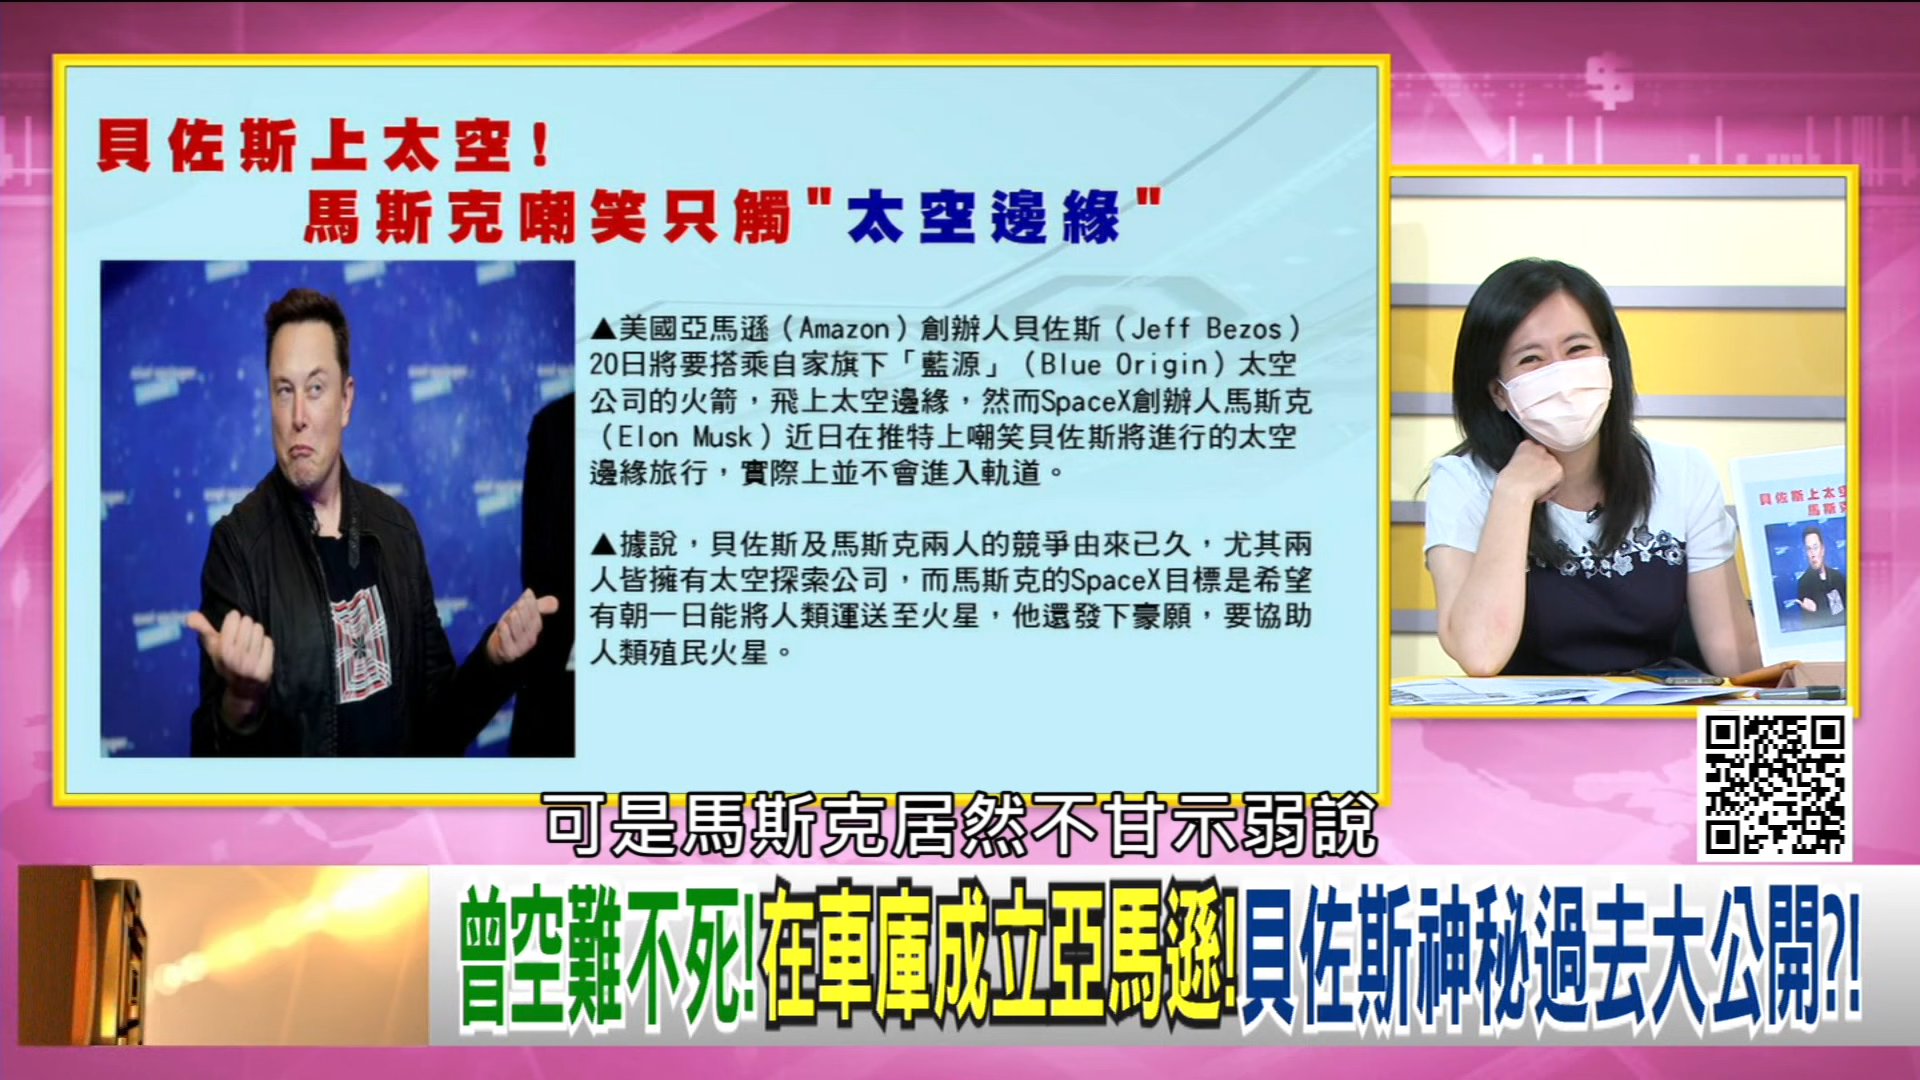 貝佐斯上太空!
馬斯克嘲笑只觸"太空邊緣"
▲美國亞馬遜（Amazon）創辦人貝佐斯（Jeff Bezos）
20日將要搭乘自家旗下「藍源」（Blue Origin）太空
公司的火箭，飛上太空邊緣，然而SpaceX創辦人馬斯克
（Elon Musk）近日在推特上嘲笑貝佐斯將進行的太空
邊緣旅行，實際上並不會進入軌道。
▲據說，貝佐斯及馬斯克兩人的競爭由來己久，尤其兩
人皆擁有太空探索公司，而馬斯克的SpaceX目標是希望
有朝一日能將人類運送至火星，他還發下豪願，要協助
人類殖民火星。
貝佐斯上太空
馬斯克
可是馬斯克居然不甘示弱說
曾空難不死!在車庫成立亞馬遜!貝佐斯神秘過去大公開?!